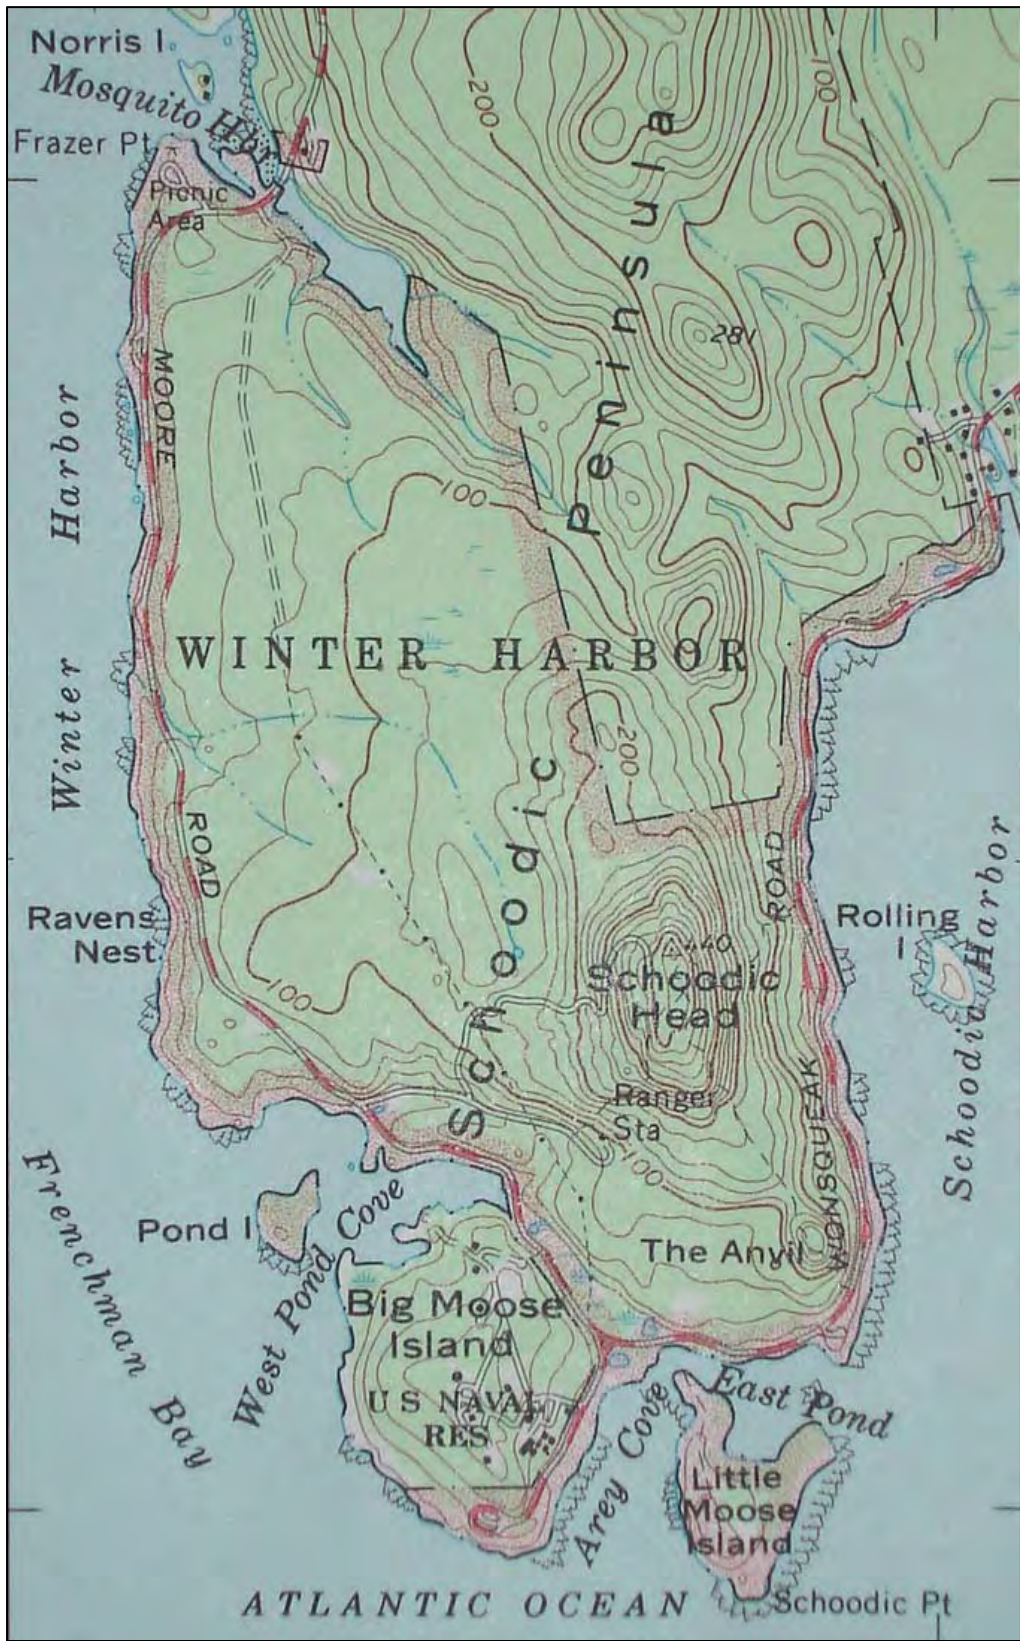 Norris I
Mosquito Hbr
Frazer Pt
Picnic
Area
200
100
Peninsula
281
MOORE
Harbor
100
WINTER HARBOR
Winter
200
Schoodic
ROAD
ROAD
Ravens
Nest
Rolling
I
Schoodic Harbor
440
Schoodic
Head
100
Ranger
Sta
100
WONSQUEAK
Frenchman Bay
Pond I
West Pond Cove
The Anvil
Big Moose
Island
U S NAVAL
RES
East Pond
Arey Cove
Little
Moose
Island
ATLANTIC OCEAN
Schoodic Pt